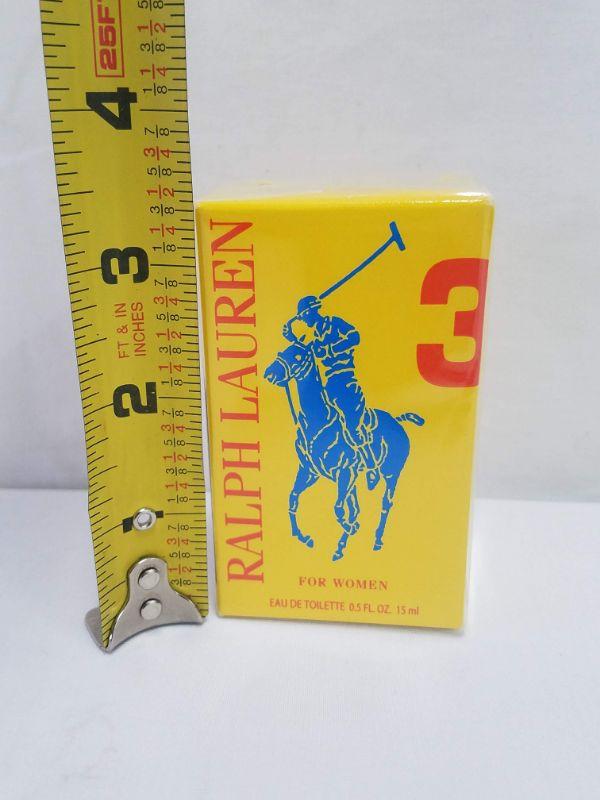 25F
4
3
FT & IN
INCHES
2
1
RALPH LAUREN
3
FOR WOMEN
EAU DE TOILETTE 0.5 FL. OZ. 15 ml